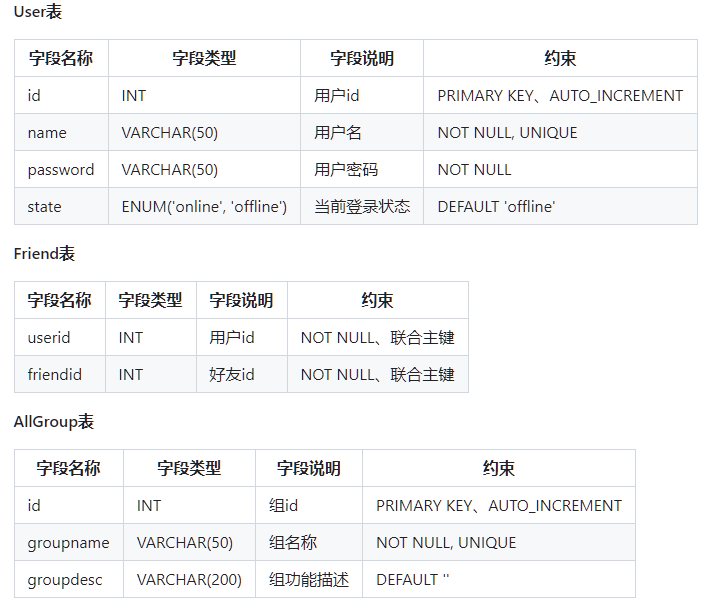 User表
字段名称 字段类型 字段说明 约束
id INT 用户id PRIMARY KEY、AUTO_INCREMENT
name VARCHAR(50) 用户名 NOT NULL, UNIQUE
password VARCHAR(50) 用户密码 NOT NULL
state ENUM('online', 'offline') 当前登录状态 DEFAULT 'offline'
Friend表
字段名称 字段类型 字段说明 约束
userid INT 用户id NOT NULL、联合主键
friendid INT 好友id NOT NULL、联合主键
AllGroup表
字段名称 字段类型 字段说明 约束
id INT 组id PRIMARY KEY、AUTO_INCREMENT
groupname VARCHAR(50) 组名称 NOT NULL, UNIQUE
groupdesc VARCHAR(200) 组功能描述 DEFAULT ''